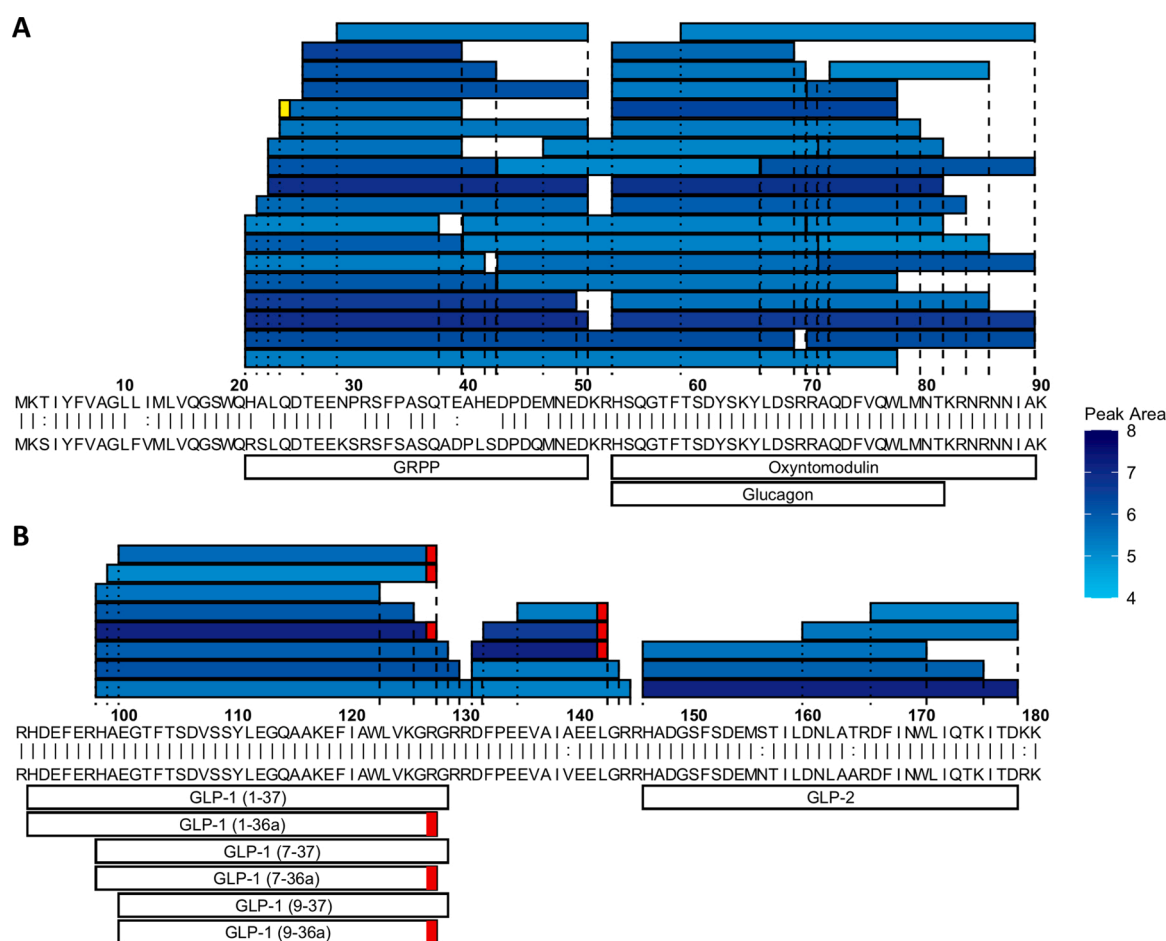 A
10 20 30 40 50 60 70 80 90
MKTIYFVAGLLIMLVQGSWQHALQDTEENPRSFPASQTEAHEDPDEMNEDKRHSQGTFTSDYSKYLDSRRAQDFVQWLMNTKRNRNNIAK
MKSIYFVAGLFVMLVQGSWQRSLQDTEEKSRSFSASQADPLSDPDQMNEDKRHSQGTFTSDYSKYLDSRRAQDFVQWLMNTKRNRNNIAK
GRPP Oxyntomodulin
Glucagon
Peak Area
8
7
6
5
4
B
100 110 120 130 140 150 160 170 180
RHDEFERHAEGTFTSDVSSYLEGQAAKEFIAWLVKGRGRRDFPEEVAIAEELGRRHADGSFSDEMSTILDNLATRDFINWLIQTKITDKK
RHDEFERHAEGTFTSDVSSYLEGQAAKEFIAWLVKGRGRRDFPEEVAIVEELGRRHADGSFSDEMNTILDNLAARDFINWLIQTKITDRK
GLP-1 (1-37) GLP-2
GLP-1 (1-36a)
GLP-1 (7-37)
GLP-1 (7-36a)
GLP-1 (9-37)
GLP-1 (9-36a)